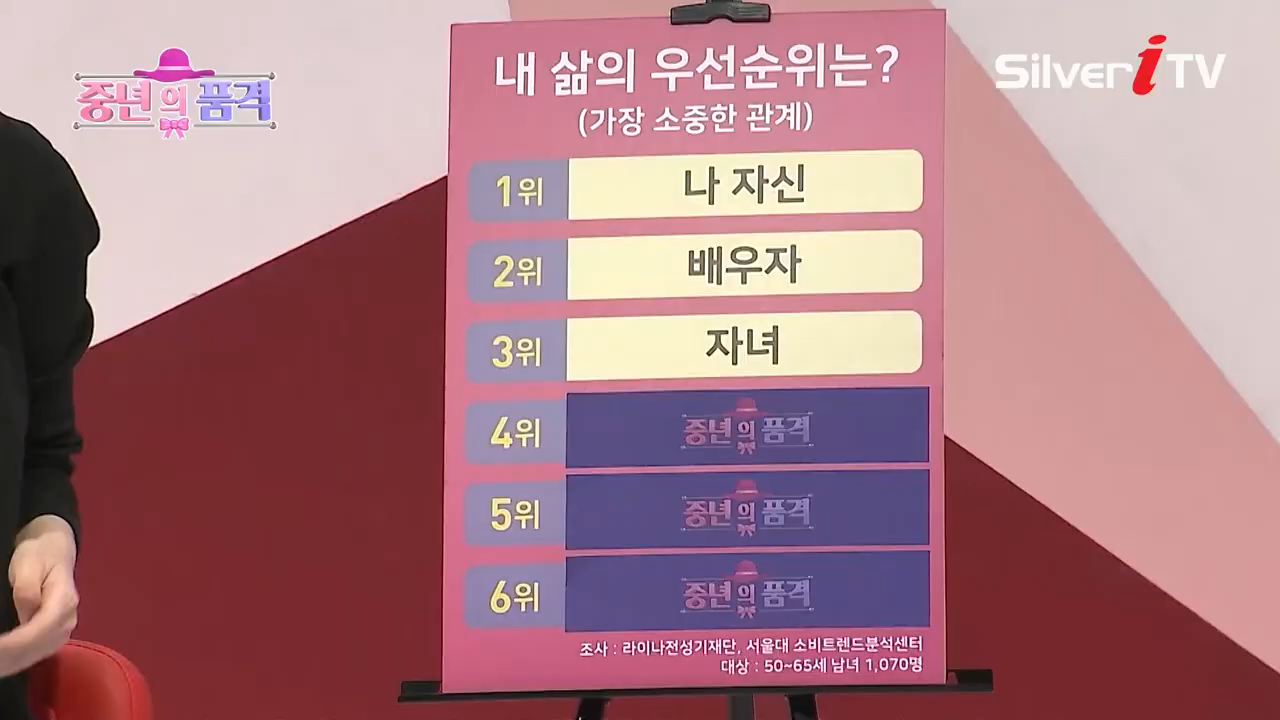 중년의 품격
Silver i TV
내 삶의 우선순위는?
(가장 소중한 관계)
1위 나 자신
2위 배우자
3위 자녀
4위 중년의 품격
5위 중년의 품격
6위 중년의 품격
조사 : 라이나전성기재단, 서울대 소비트렌드분석센터
대상 : 50~65세 남녀 1,070명